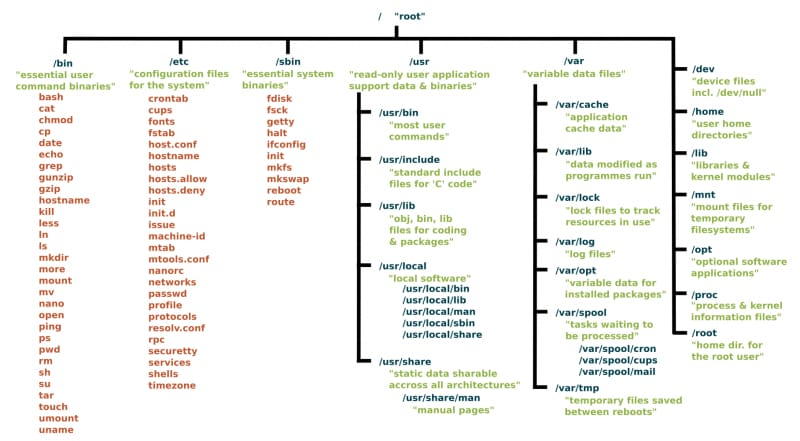 / "root"
/bin
"essential user
command binaries"
bash
cat
chmod
cp
date
echo
grep
gunzip
gzip
hostname
kill
less
ln
ls
mkdir
more
mount
mv
nano
open
ping
ps
pwd
rm
sh
su
tar
touch
umount
uname
/etc
"configuration files
for the system"
crontab
cups
fonts
fstab
host.conf
hostname
hosts
hosts.allow
hosts.deny
init
init.d
issue
machine-id
mtab
mtools.conf
nanorc
networks
passwd
profile
protocols
resolv.conf
rpc
securetty
services
shells
timezone
/sbin
"essential system
binaries"
fdisk
fsck
getty
halt
ifconfig
init
mkfs
mkswap
reboot
route
/usr
"read-only user application
support data & binaries"
/usr/bin
"most user
commands"
/usr/include
"standard include
files for 'C' code"
/usr/lib
"obj, bin, lib
files for coding
& packages"
/usr/local
"local software"
/usr/local/bin
/usr/local/lib
/usr/local/man
/usr/local/sbin
/usr/local/share
/usr/share
"static data sharable
accross all architectures"
/usr/share/man
"manual pages"
/var
"variable data files"
/var/cache
"application
cache data"
/var/lib
"data modified as
programmes run"
/var/lock
"lock files to track
resources in use"
/var/log
"log files"
/var/opt
"variable data for
installed packages"
/var/spool
"tasks waiting to
be processed"
/var/spool/cron
/var/spool/cups
/var/spool/mail
/var/tmp
"temporary files saved
between reboots"
/dev
"device files
incl. /dev/null"
/home
"user home
directories"
/lib
"libraries &
kernel modules"
/mnt
"mount files for
temporary
filesystems"
/opt
"optional software
applications"
/proc
"process & kernel
information files"
/root
"home dir. for
the root user"